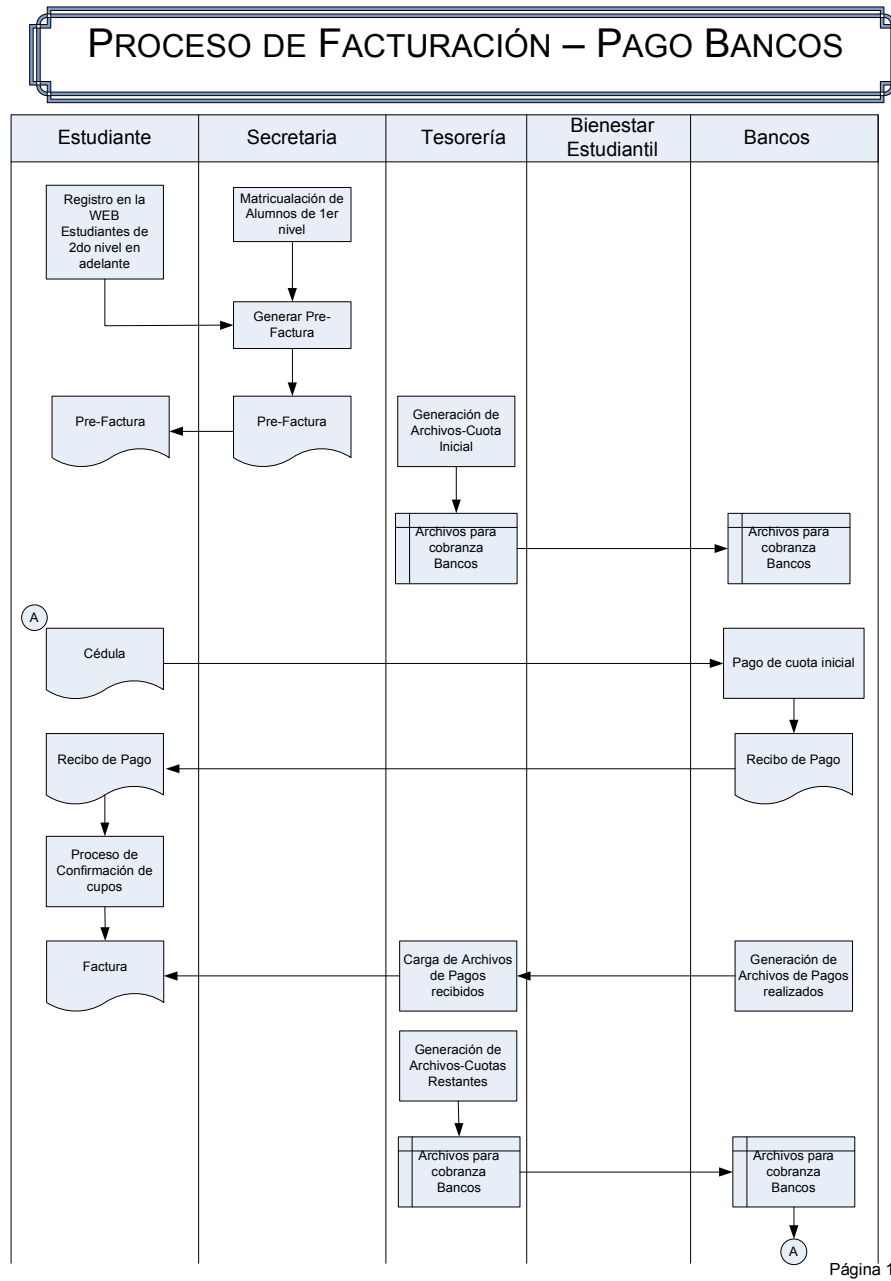 PROCESO DE FACTURACIÓN – PAGO BANCOS
Estudiante
Secretaria
Tesorería
Bienestar
Estudiantil
Bancos
Registro en la
WEB
Estudiantes de
2do nivel en
adelante
Matricualación de
Alumnos de 1er
nivel
Generar Pre-
Factura
Pre-Factura
Pre-Factura
Generación de
Archivos-Cuota
Inicial
Archivos para
cobranza
Bancos
Archivos para
cobranza
Bancos
A
Cédula
Pago de cuota inicial
Recibo de Pago
Recibo de Pago
Proceso de
Confirmación de
cupos
Factura
Carga de Archivos
de Pagos
recibidos
Generación de
Archivos de Pagos
realizados
Generación de
Archivos-Cuotas
Restantes
Archivos para
cobranza
Bancos
Archivos para
cobranza
Bancos
A
Página 1